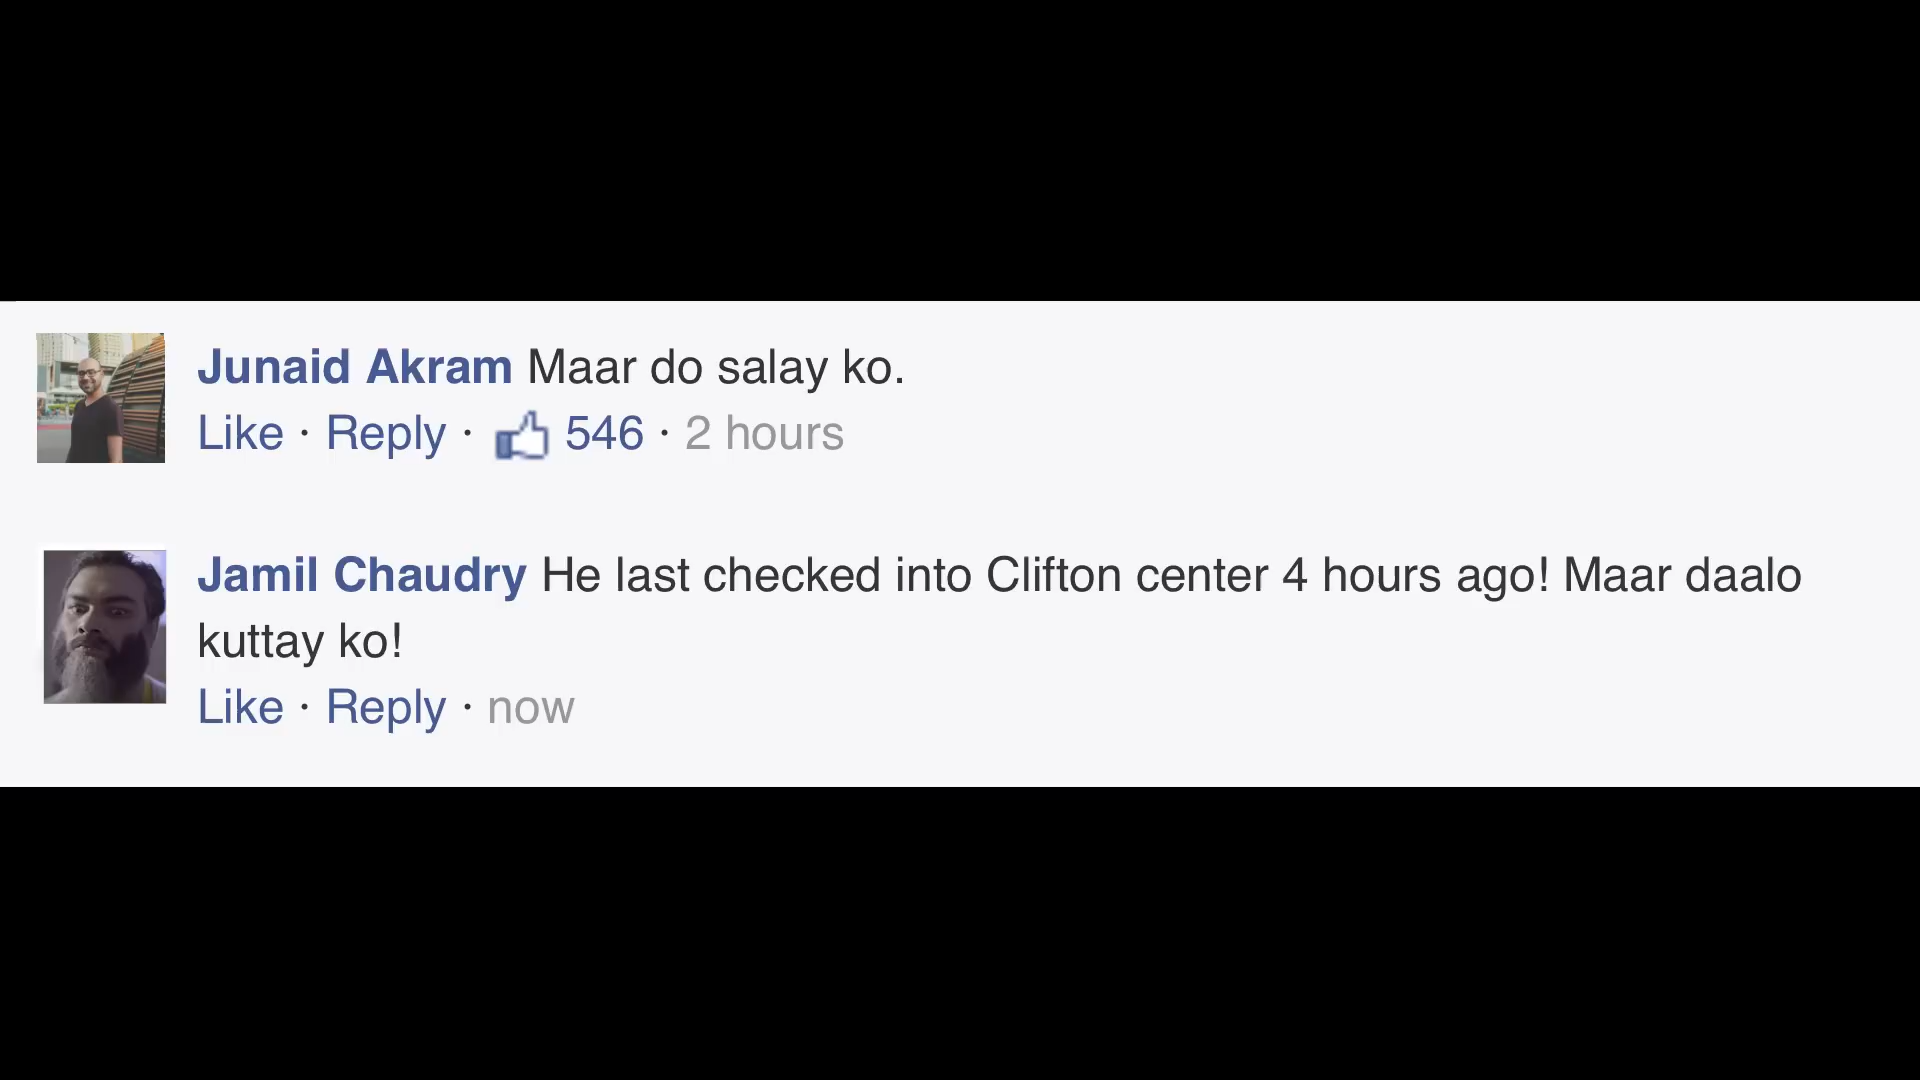 Junaid Akram Maar do salay ko.
Like · Reply · 546 · 2 hours
Jamil Chaudry He last checked into Clifton center 4 hours ago! Maar daalo
kuttay ko!
Like · Reply · now